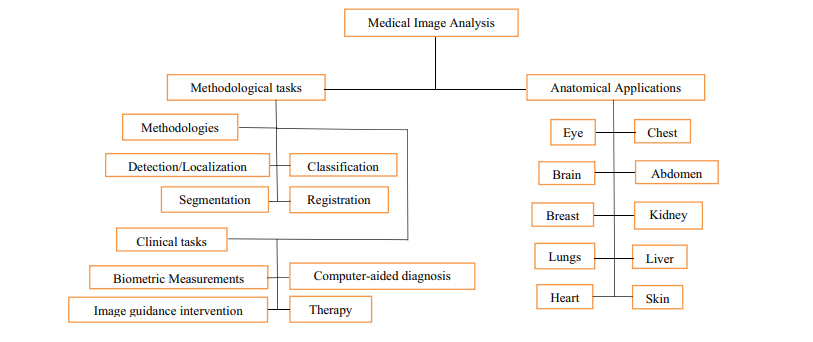 Medical Image Analysis
Methodological tasks
Anatomical Applications
Methodologies
Detection/Localization
Classification
Segmentation
Registration
Clinical tasks
Biometric Measurements
Computer-aided diagnosis
Image guidance intervention
Therapy
Eye
Chest
Brain
Abdomen
Breast
Kidney
Lungs
Liver
Heart
Skin